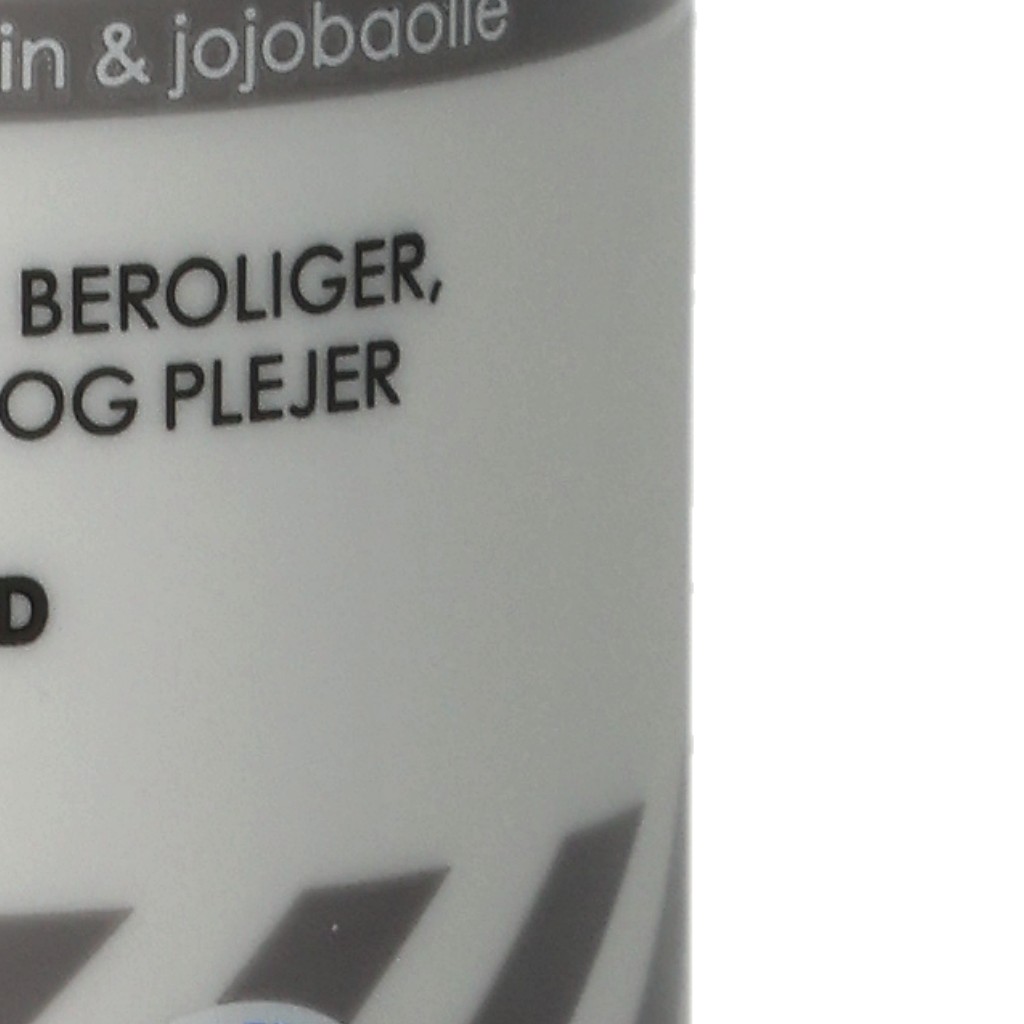 in & jojobaolie
BEROLIGER,
OG PLEJER
D